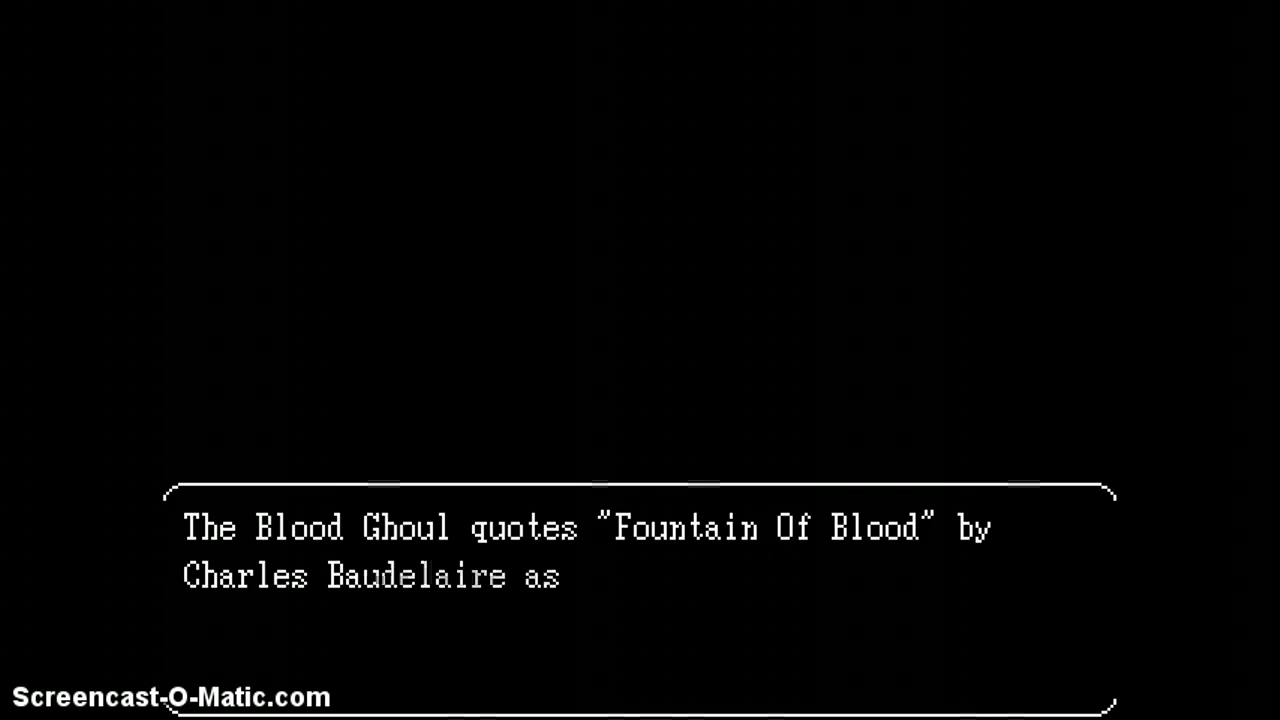 The Blood Ghoul quotes "Fountain Of Blood" by
Charles Baudelaire as
Screencast-O-Matic.com